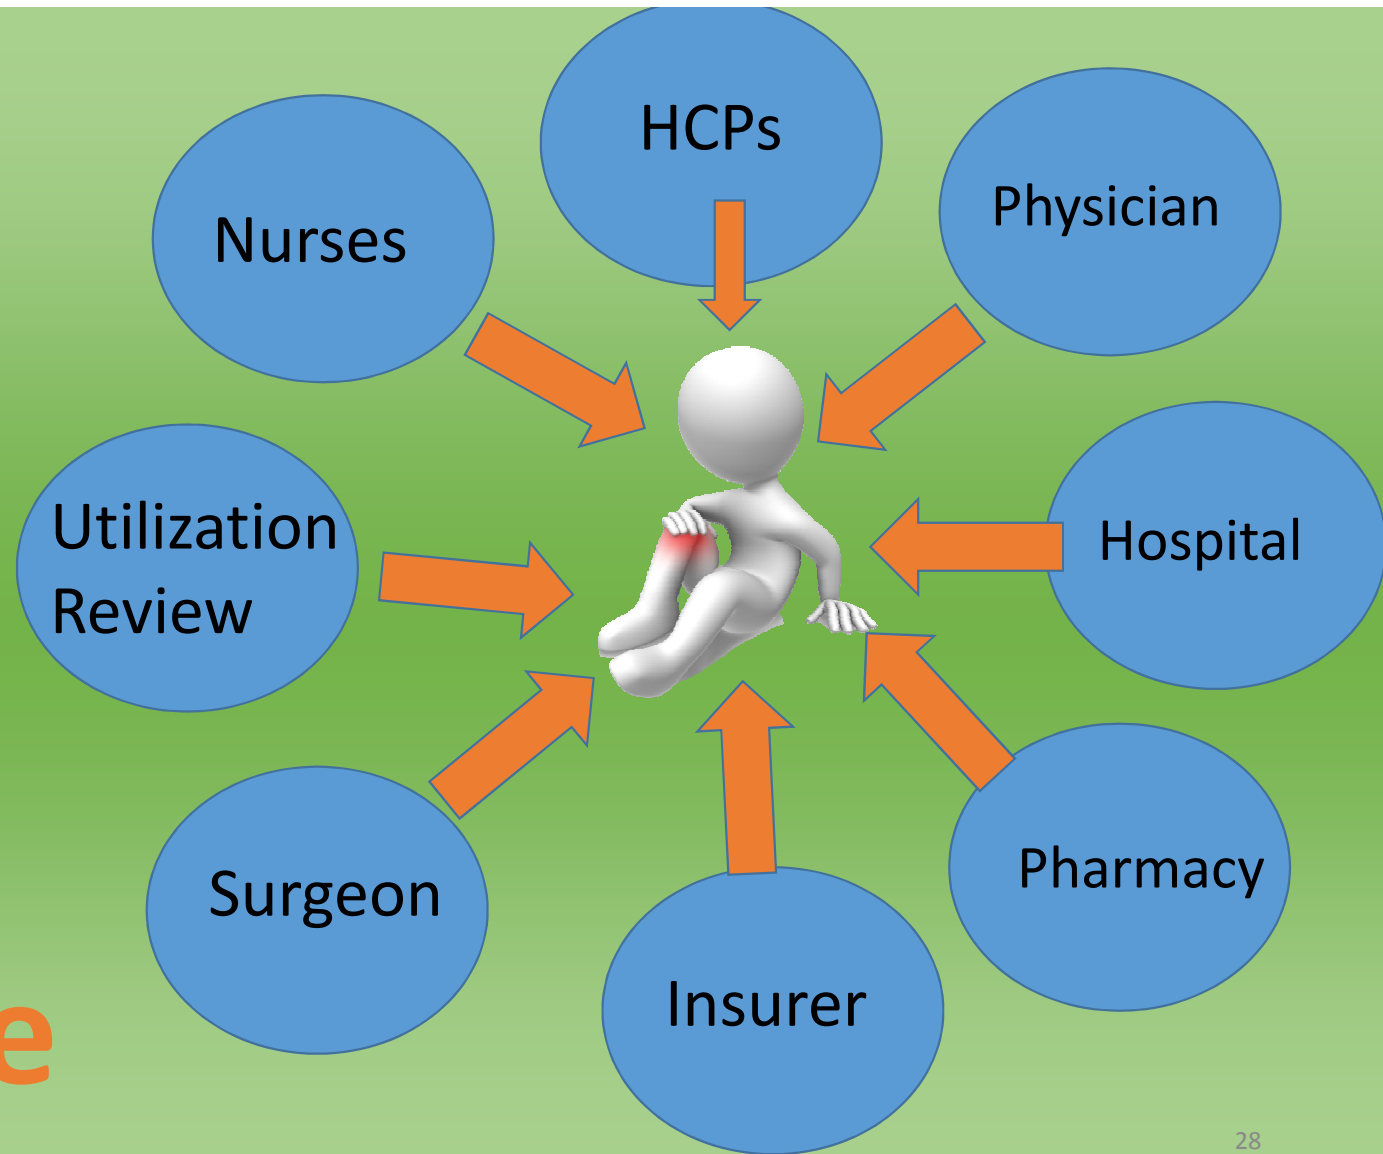 HCPs
Physician
Nurses
Hospital
Utilization
Review
Pharmacy
Surgeon
Insurer
e
28